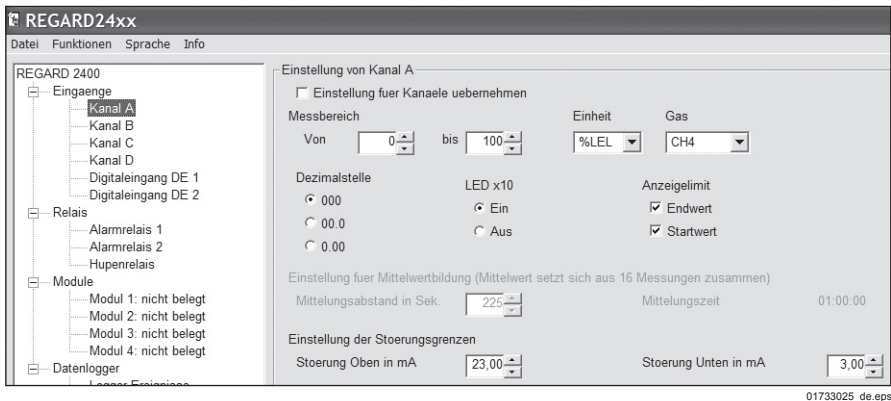 REGARD24xx
Datei Funktionen Sprache Info
REGARD 2400
Eingaenge
Kanal A
Kanal B
Kanal C
Kanal D
Digitaleingang DE 1
Digitaleingang DE 2
Relais
Alarmrelais 1
Alarmrelais 2
Hupenrelais
Module
Modul 1: nicht belegt
Modul 2: nicht belegt
Modul 3: nicht belegt
Modul 4: nicht belegt
Datenlogger
Logger Ereignisse
Einstellung von Kanal A
Einstellung fuer Kanaele uebernehmen
Messbereich Einheit Gas
Von 0 bis 100 %LEL CH4
Dezimalstelle LED x10 Anzeigelimit
000 Ein Endwert
00.0 Aus Startwert
0.00
Einstellung fuer Mittelwertbildung (Mittelwert setzt sich aus 16 Messungen zusammen)
Mittelungsabstand in Sek. 225 Mittelungszeit 01:00:00
Einstellung der Stoerungsgrenzen
Stoerung Oben in mA 23,00 Stoerung Unten in mA 3,00
01733025_de.eps